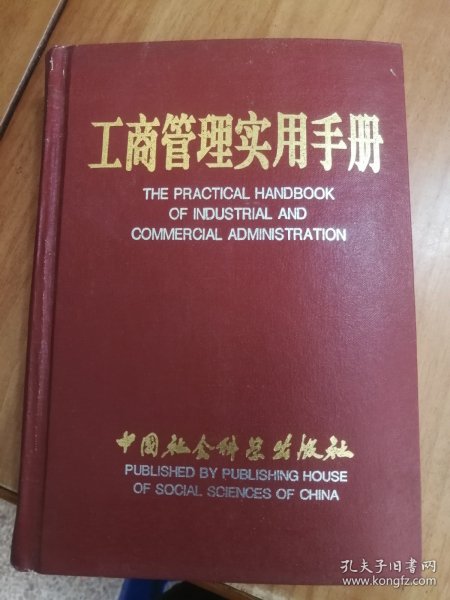 工商管理实用手册
THE PRACTICAL HANDBOOK
OF INDUSTRIAL AND
COMMERCIAL ADMINISTRATION
中国社会科学出版社
PUBLISHED BY PUBLISHING HOUSE
OF SOCIAL SCIENCES OF CHINA
孔夫子旧书网
www.kongfz.com